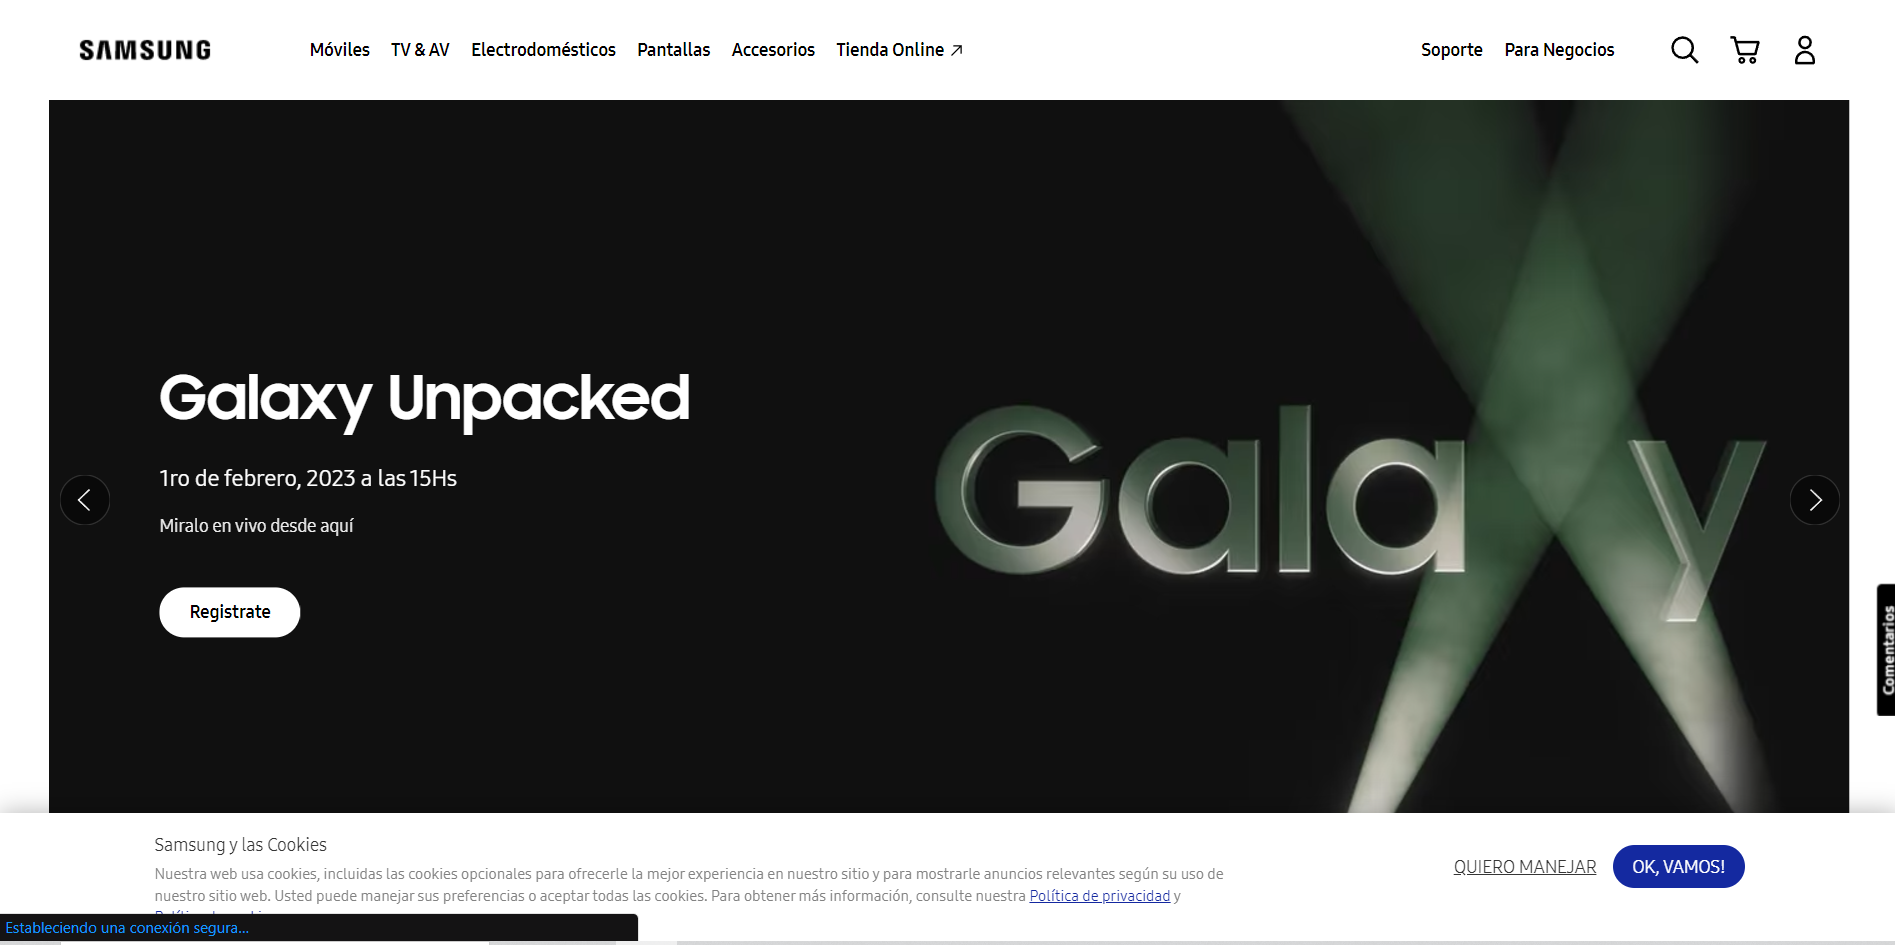 SAMSUNG
Móviles TV & AV Electrodomésticos Pantallas Accesorios Tienda Online Soporte Para Negocios
Galaxy Unpacked
1ro de febrero, 2023 a las 15Hs
Miralo en vivo desde aquí
Registrate
Galaxy
Comentarios
Samsung y las Cookies
Nuestra web usa cookies, incluidas las cookies opcionales para ofrecerle la mejor experiencia en nuestro sitio y para mostrarle anuncios relevantes según su uso de
nuestro sitio web. Usted puede manejar sus preferencias o aceptar todas las cookies. Para obtener más información, consulte nuestra Política de privacidad y
QUIERO MANEJAR OK, VAMOS!
Estableciendo una conexión segura...